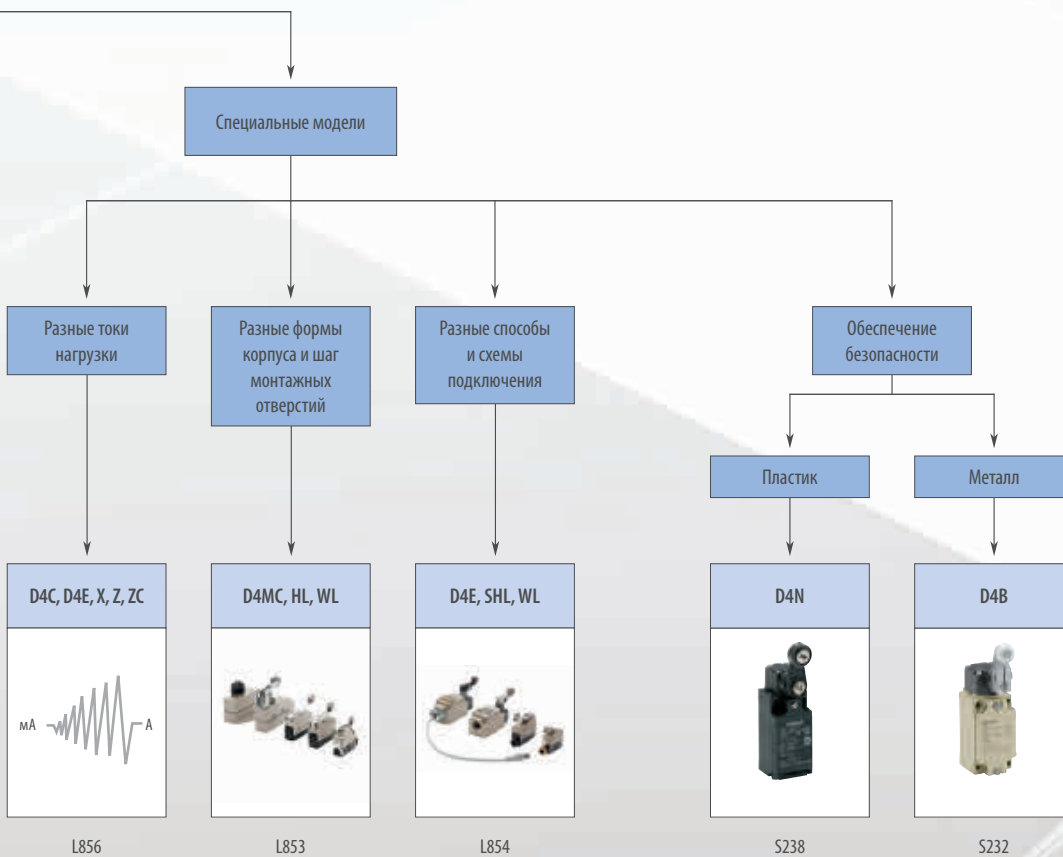 Специальные модели
Разные токи
нагрузки
Разные формы
корпуса и шаг
монтажных
отверстий
Разные способы
и схемы
подключения
Обеспечение
безопасности
Пластик
Металл
D4C, D4E, X, Z, ZC
D4MC, HL, WL
D4E, SHL, WL
D4N
D4B
мА
А
L856
L853
L854
S238
S232